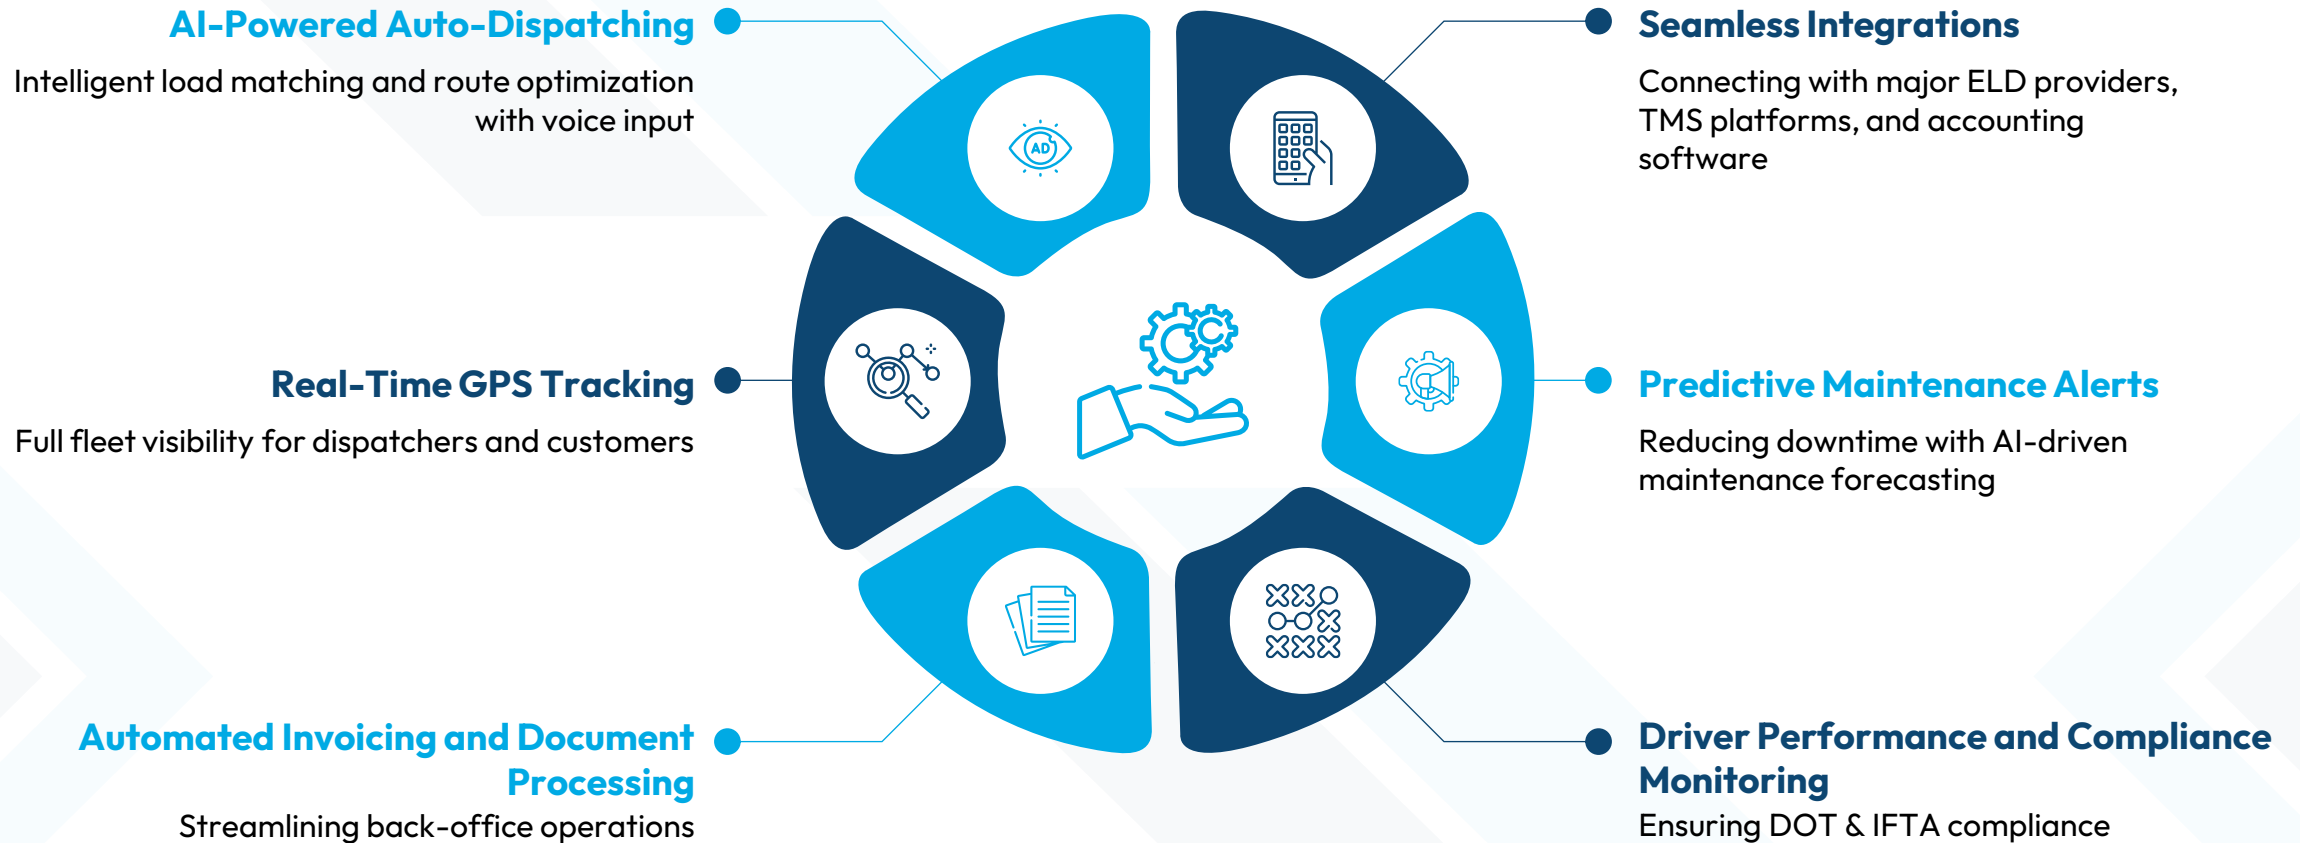 AI-Powered Auto-Dispatching
Intelligent load matching and route optimization
with voice input
Real-Time GPS Tracking
Full fleet visibility for dispatchers and customers
Automated Invoicing and Document
Processing
Streamlining back-office operations
AD
Seamless Integrations
Connecting with major ELD providers,
TMS platforms, and accounting
software
Predictive Maintenance Alerts
Reducing downtime with AI-driven
maintenance forecasting
Driver Performance and Compliance
Monitoring
Ensuring DOT & IFTA compliance